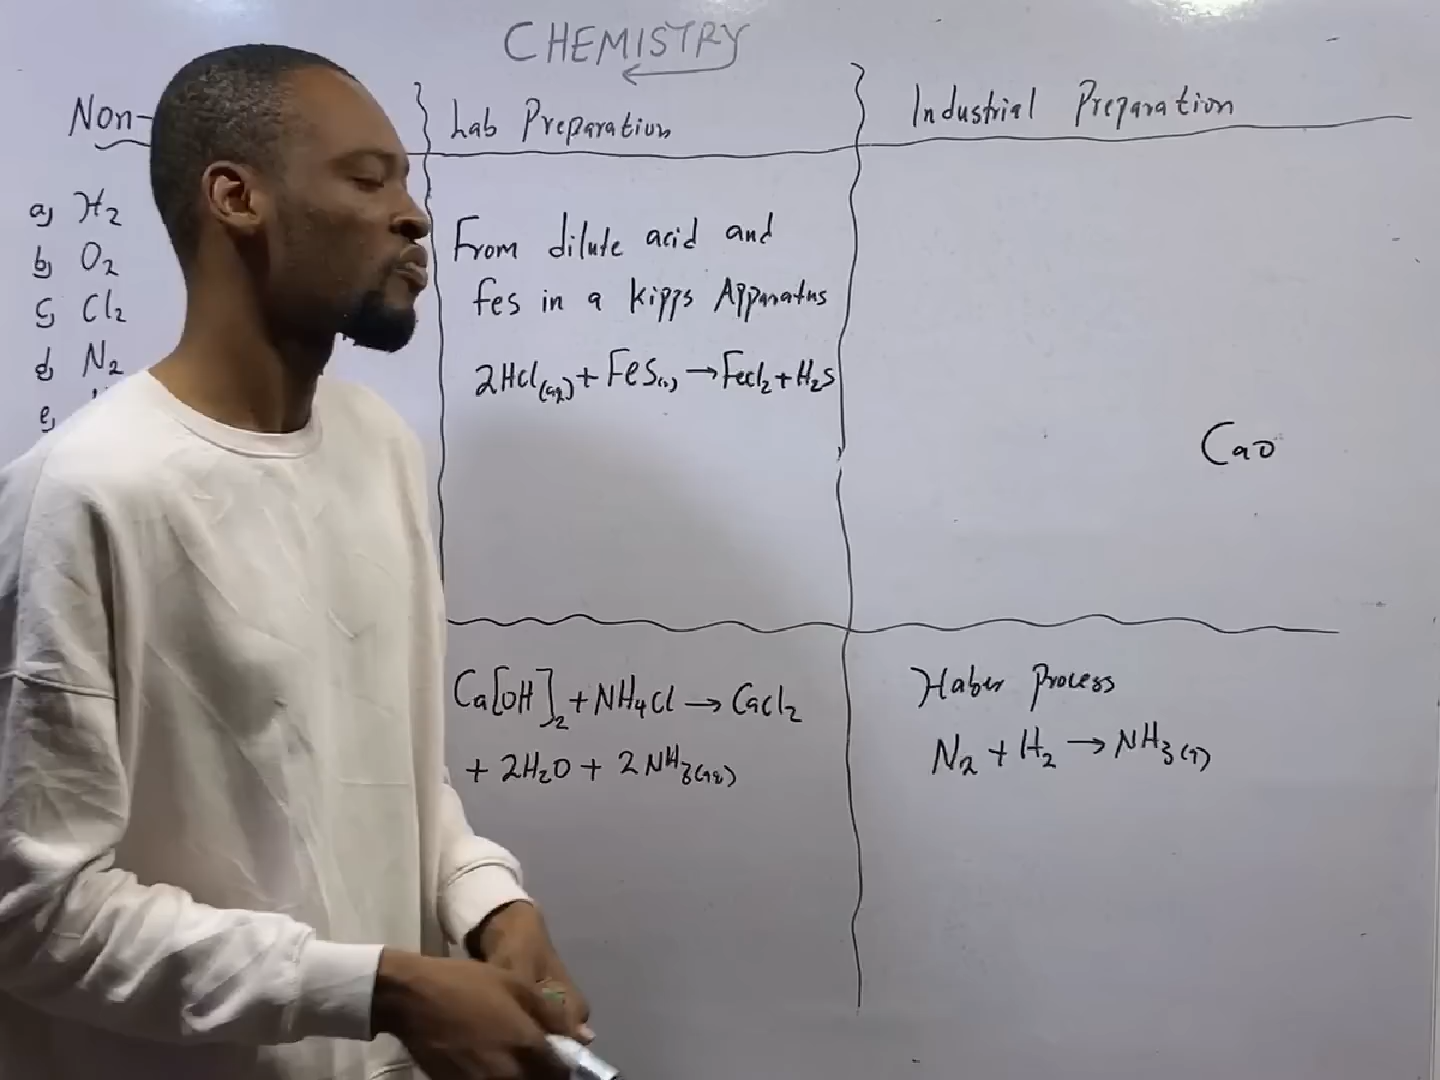 CHEMISTRY
Non-
Lab Preparation
Industrial Preparation
a) H₂
b) O₂
c) Cl₂
d) N₂
e)
From dilute acid and
Fes in a Kipps Apparatus
2HCl(aq) + FeS(s) → FeCl₂ + H₂S
CaO
Ca[OH]₂ + NH₄Cl → CaCl₂
+ 2H₂O + 2NH₃(aq)
Haber Process
N₂ + H₂ → NH₃(g)